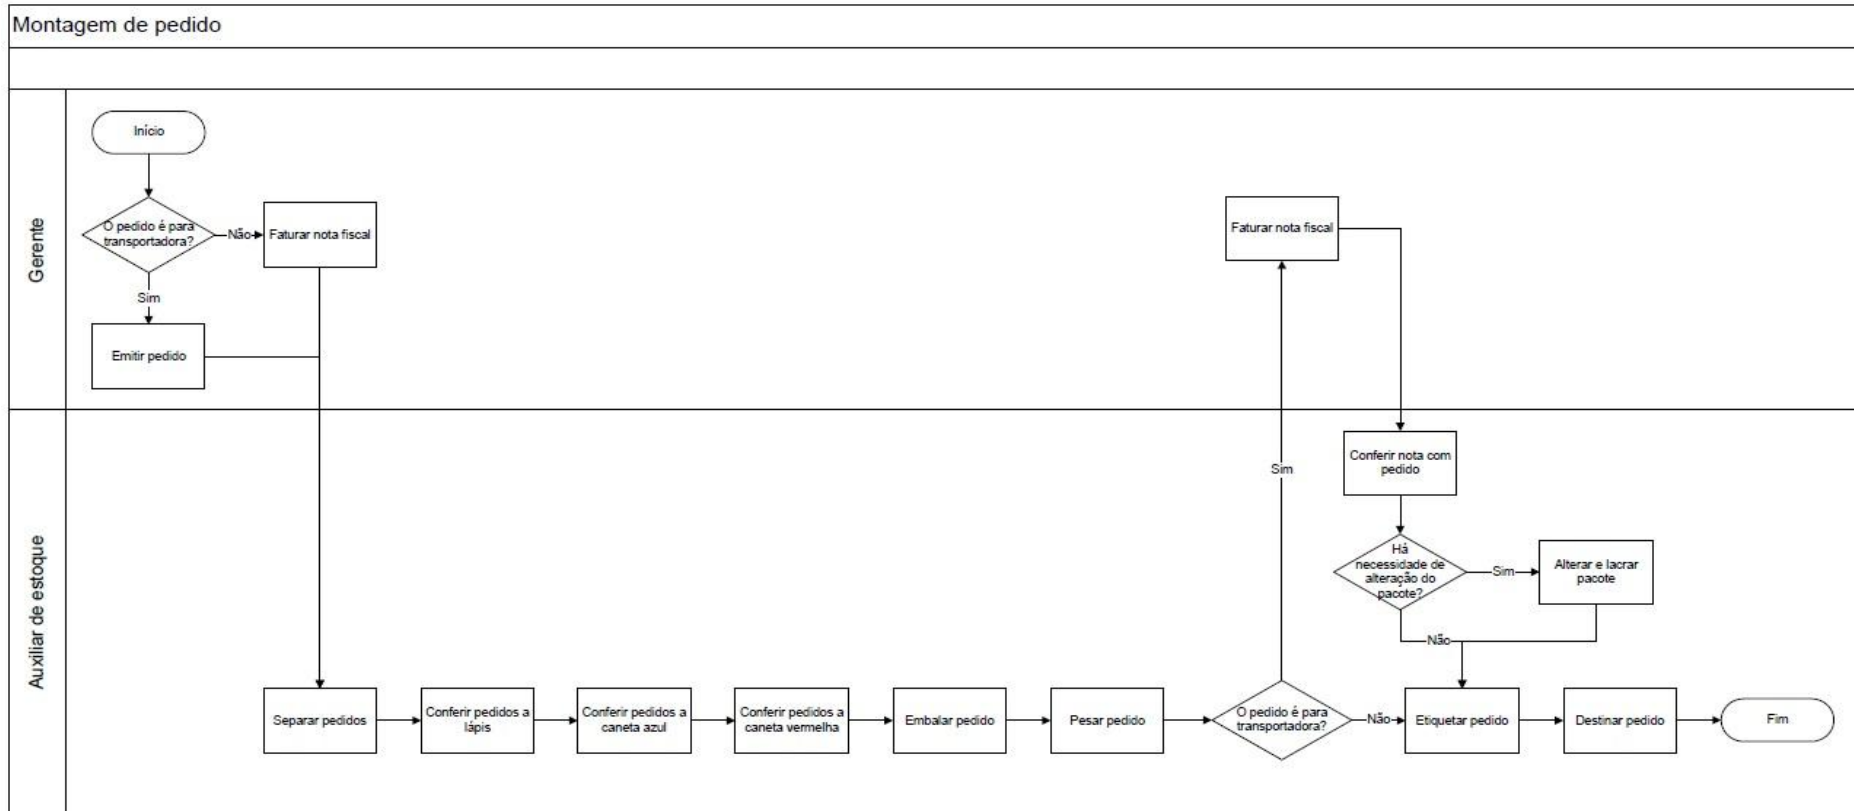 Montagem de pedido
Gerente
Início
O pedido é para
transportadora?
Não
Faturar nota fiscal
Sim
Emitir pedido
Faturar nota fiscal
Auxiliar de estoque
Separar pedidos
Conferir pedidos a
lápis
Conferir pedidos a
caneta azul
Conferir pedidos a
caneta vermelha
Embalar pedido
Pesar pedido
O pedido é para
transportadora?
Sim
Não
Conferir nota com
pedido
Há
necessidade de
alteração do
pacote?
Sim
Alterar e lacrar
pacote
Não
Etiquetar pedido
Destinar pedido
Fim